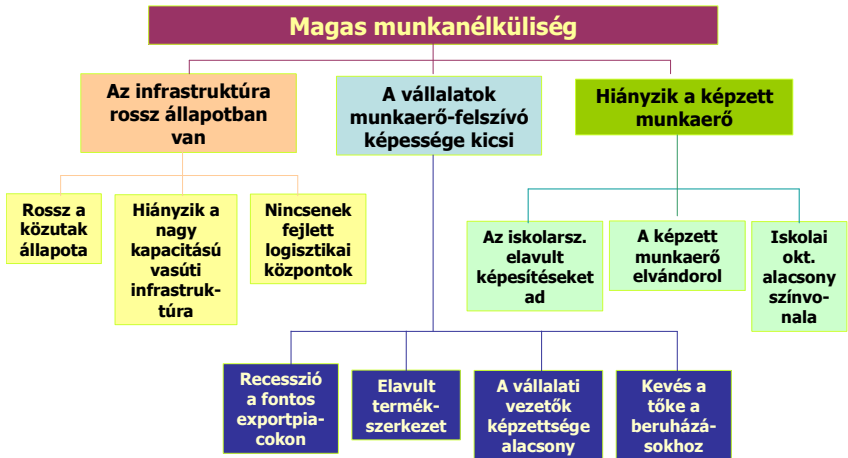 Magas munkanélküliség
Az infrastruktúra
rossz állapotban
van
A vállalatok
munkaerő-felszívó
képessége kicsi
Hiányzik a képzett
munkaerő
Rossz a
közutak
állapota
Hiányzik a
nagy
kapacitású
vasúti
infrastruk-
túra
Nincsenek
fejlett
logisztikai
központok
Az iskolarsz.
elavult
képesítéseket
ad
A képzett
munkaerő
elvándorol
Iskolai
okt.
alacsony
színvo-
nala
Recesszió
a fontos
exportpia-
cokon
Elavult
termék-
szerkezet
A vállalati
vezetők
képzettsége
alacsony
Kevés a
tőke a
beruházá-
sokhoz